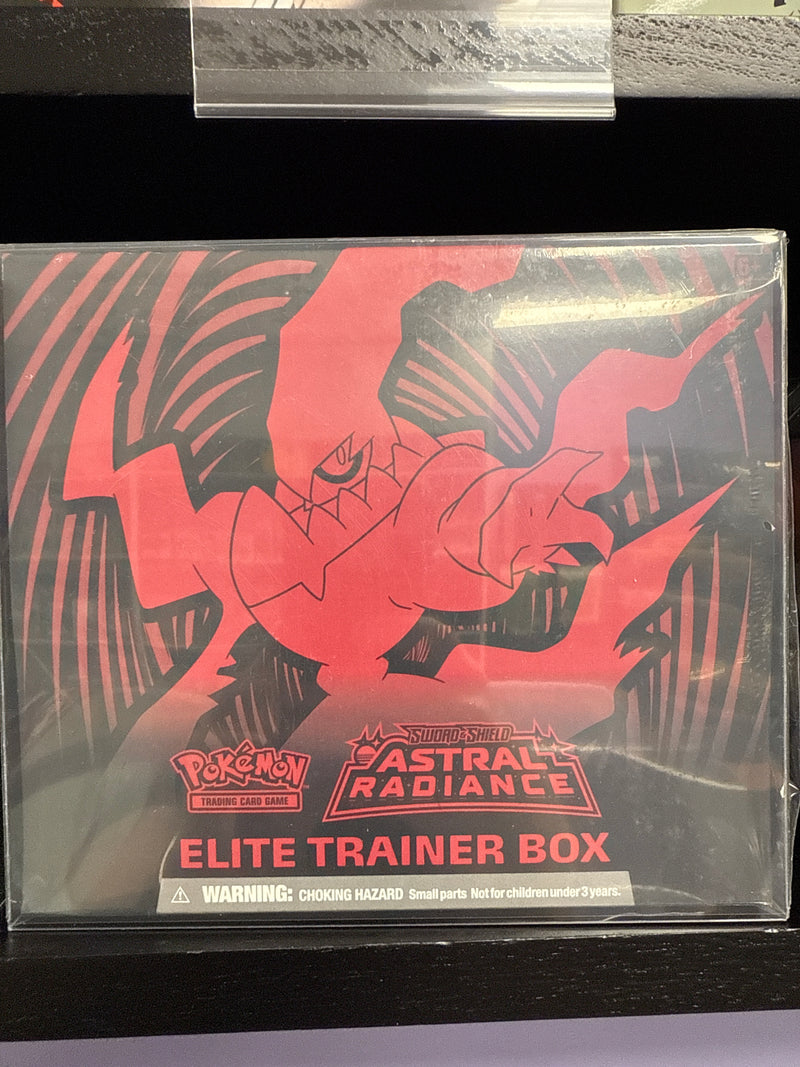 6+
SWORD & SHIELD
POKéMON
ASTRAL
RADIANCE
TRADING CARD GAME
ELITE TRAINER BOX
WARNING: CHOKING HAZARD Small parts Not for children under 3 years.